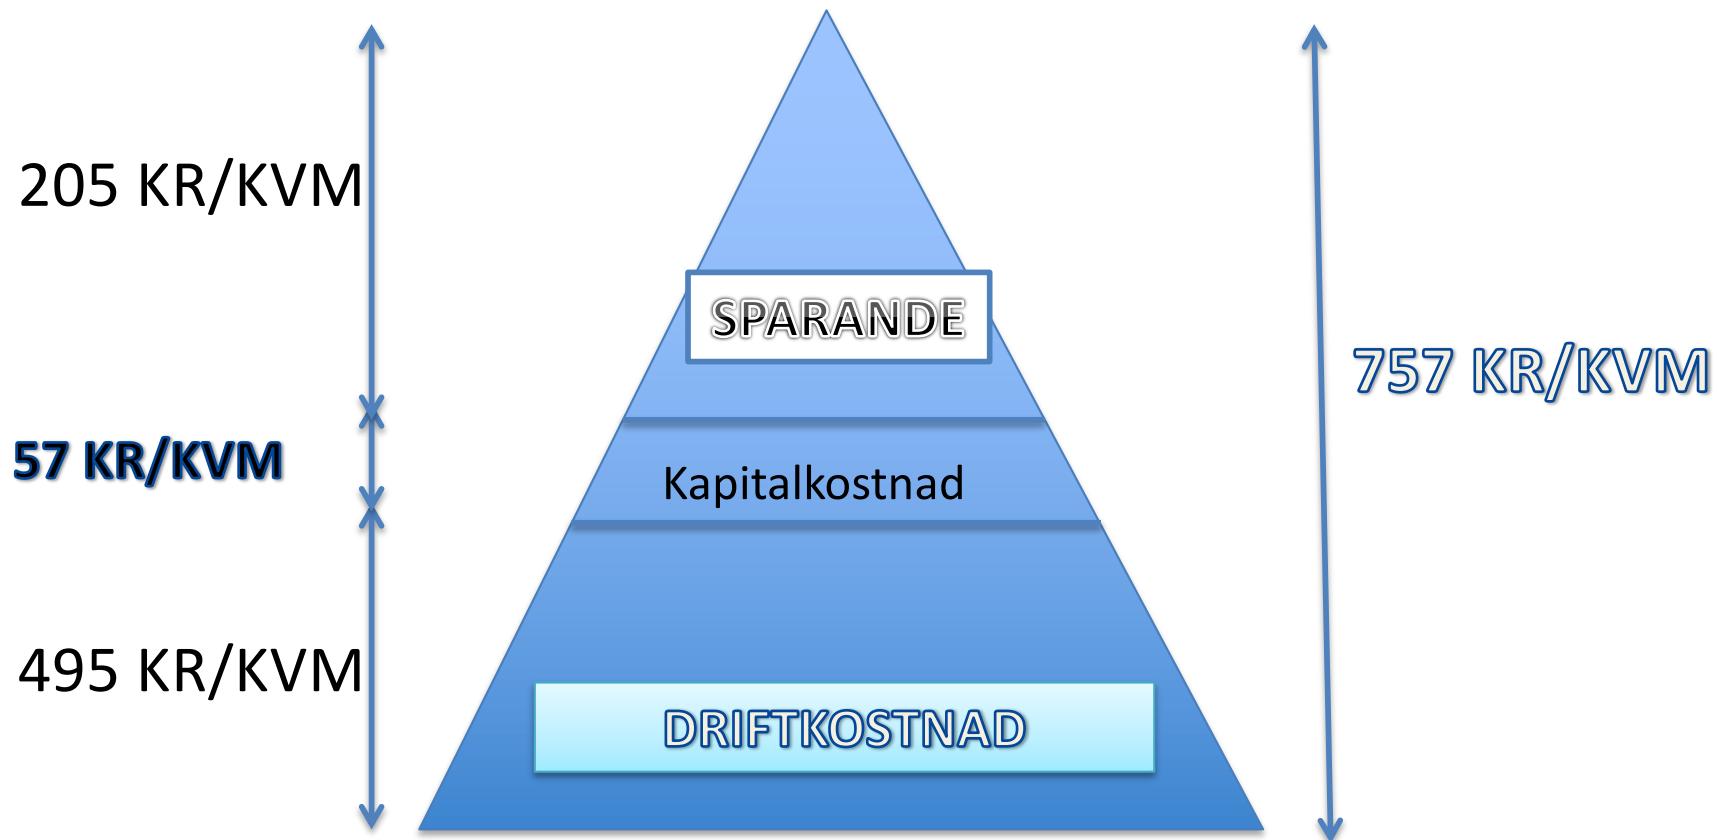 205 KR/KVM
SPARANDE
757 KR/KVM
57 KR/KVM
Kapitalkostnad
495 KR/KVM
DRIFTKOSTNAD